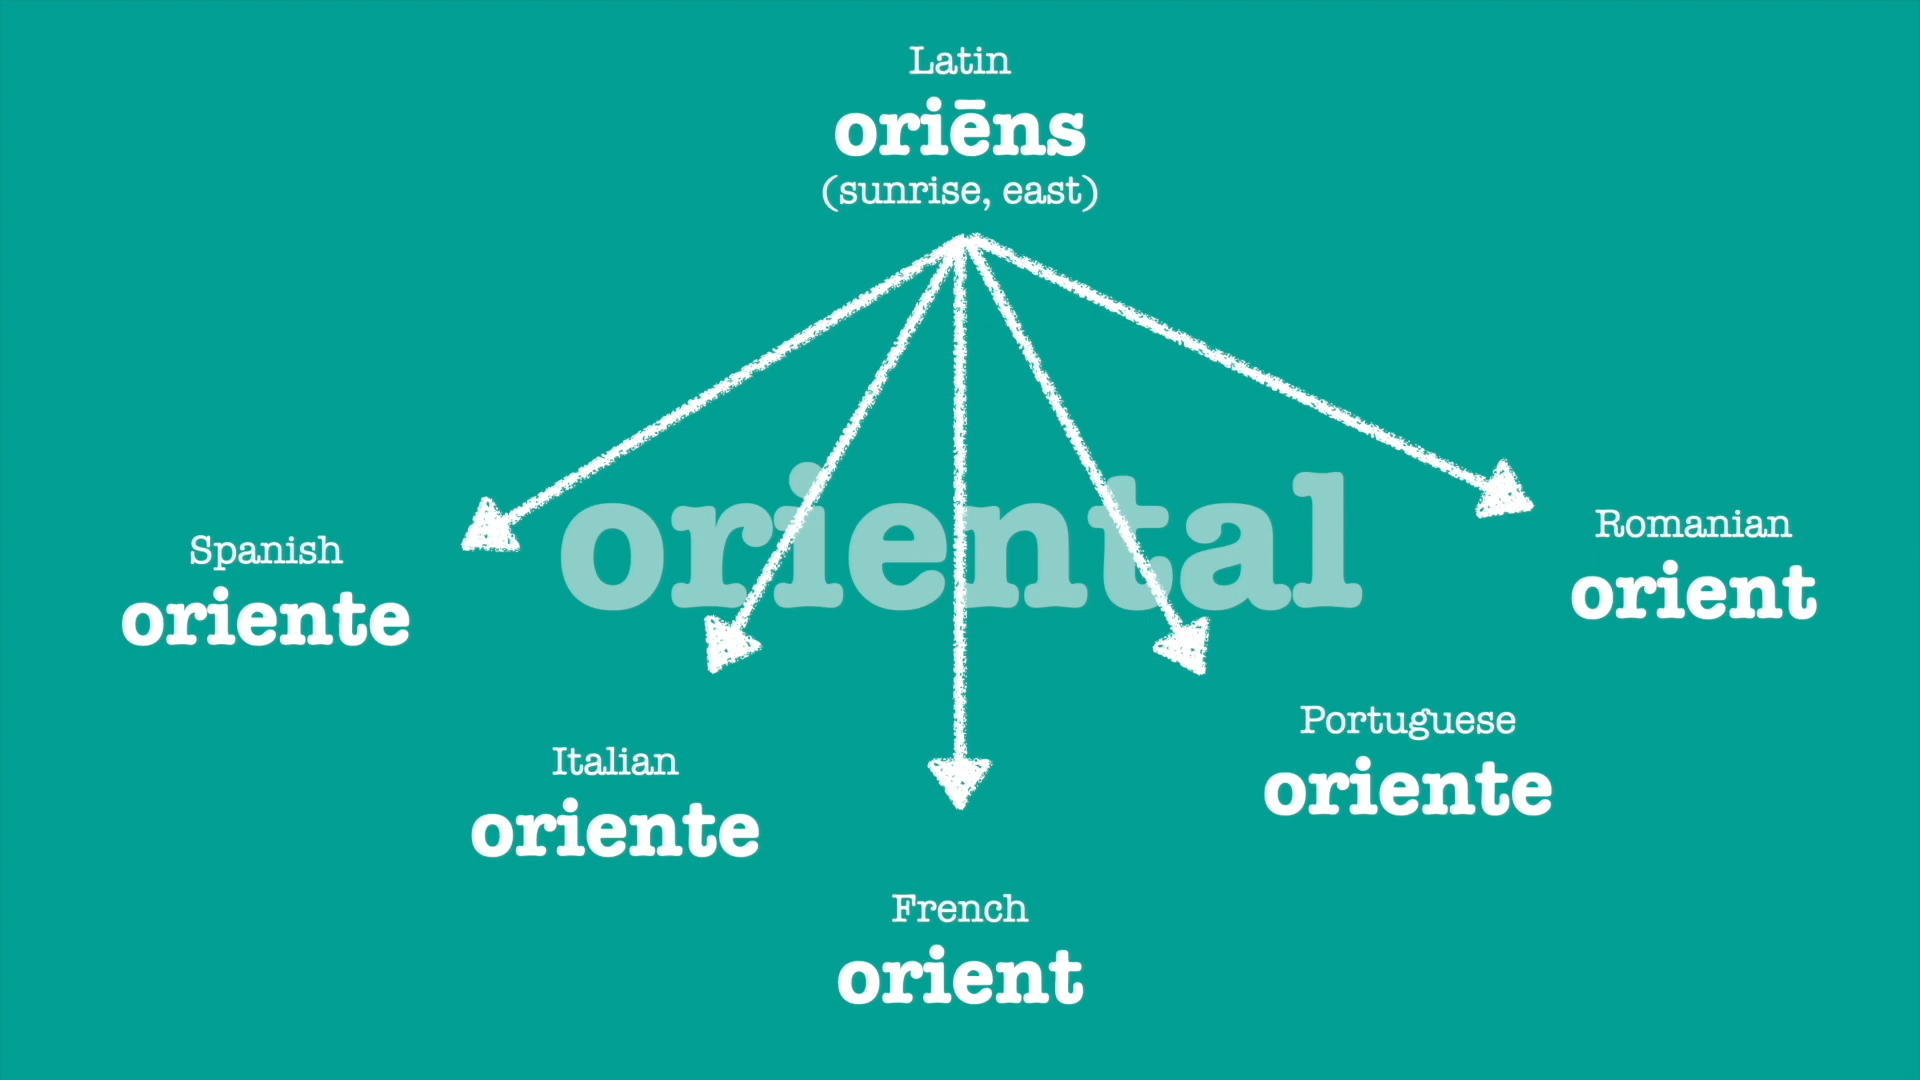 Latin
oriēns
(sunrise, east)
oriental
Spanish
oriente
Italian
oriente
French
orient
Portuguese
oriente
Romanian
orient